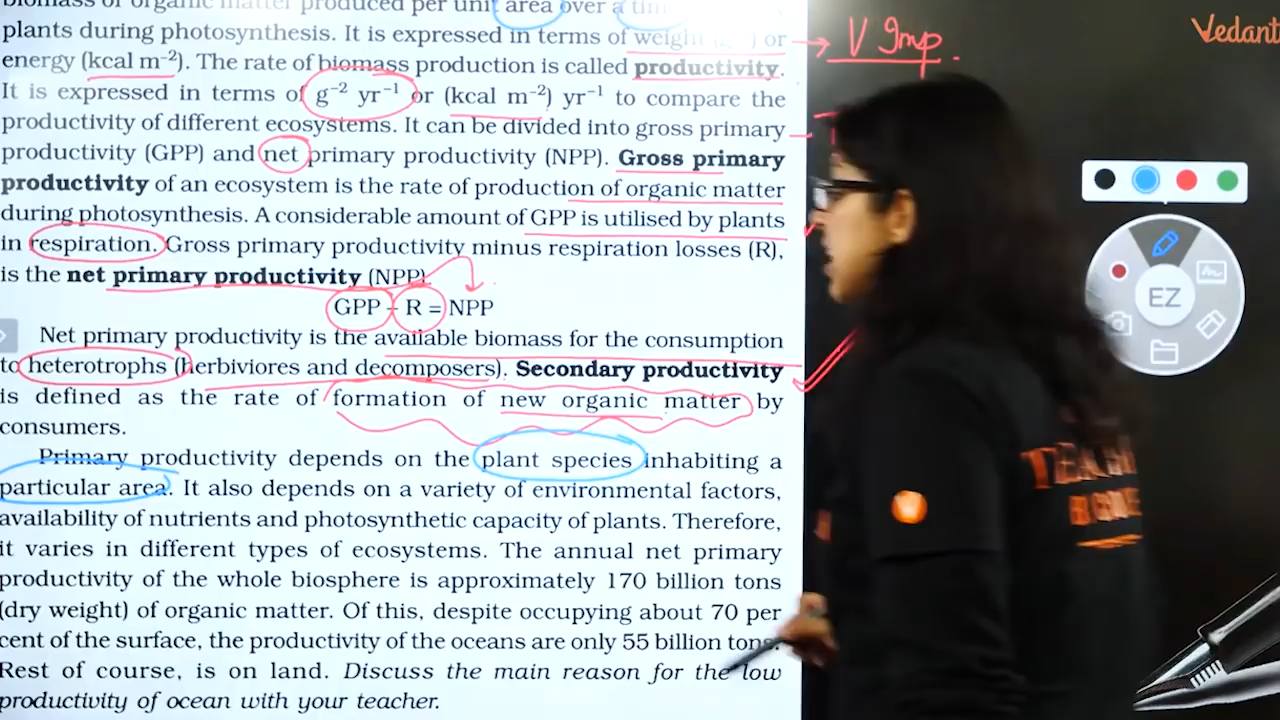 biomass or organic matter produced per unit area over a
plants during photosynthesis. It is expressed in terms of weight or
energy (kcal m⁻²). The rate of biomass production is called productivity.
It is expressed in terms of g⁻² yr⁻¹ or (kcal m⁻²) yr⁻¹ to compare the
productivity of different ecosystems. It can be divided into gross primary
productivity (GPP) and net primary productivity (NPP). Gross primary
productivity of an ecosystem is the rate of production of organic matter
during photosynthesis. A considerable amount of GPP is utilised by plants
in respiration. Gross primary productivity minus respiration losses (R),
is the net primary productivity (NPP).
GPP - R = NPP
Net primary productivity is the available biomass for the consumption
to heterotrophs (herbiviores and decomposers). Secondary productivity
is defined as the rate of formation of new organic matter by
consumers.
Primary productivity depends on the plant species inhabiting a
particular area. It also depends on a variety of environmental factors,
availability of nutrients and photosynthetic capacity of plants. Therefore,
it varies in different types of ecosystems. The annual net primary
productivity of the whole biosphere is approximately 170 billion tons
(dry weight) of organic matter. Of this, despite occupying about 70 per
cent of the surface, the productivity of the oceans are only 55 billion tons.
Rest of course, is on land. Discuss the main reason for the low
productivity of ocean with your teacher.
V Imp.
Vedant
EZ